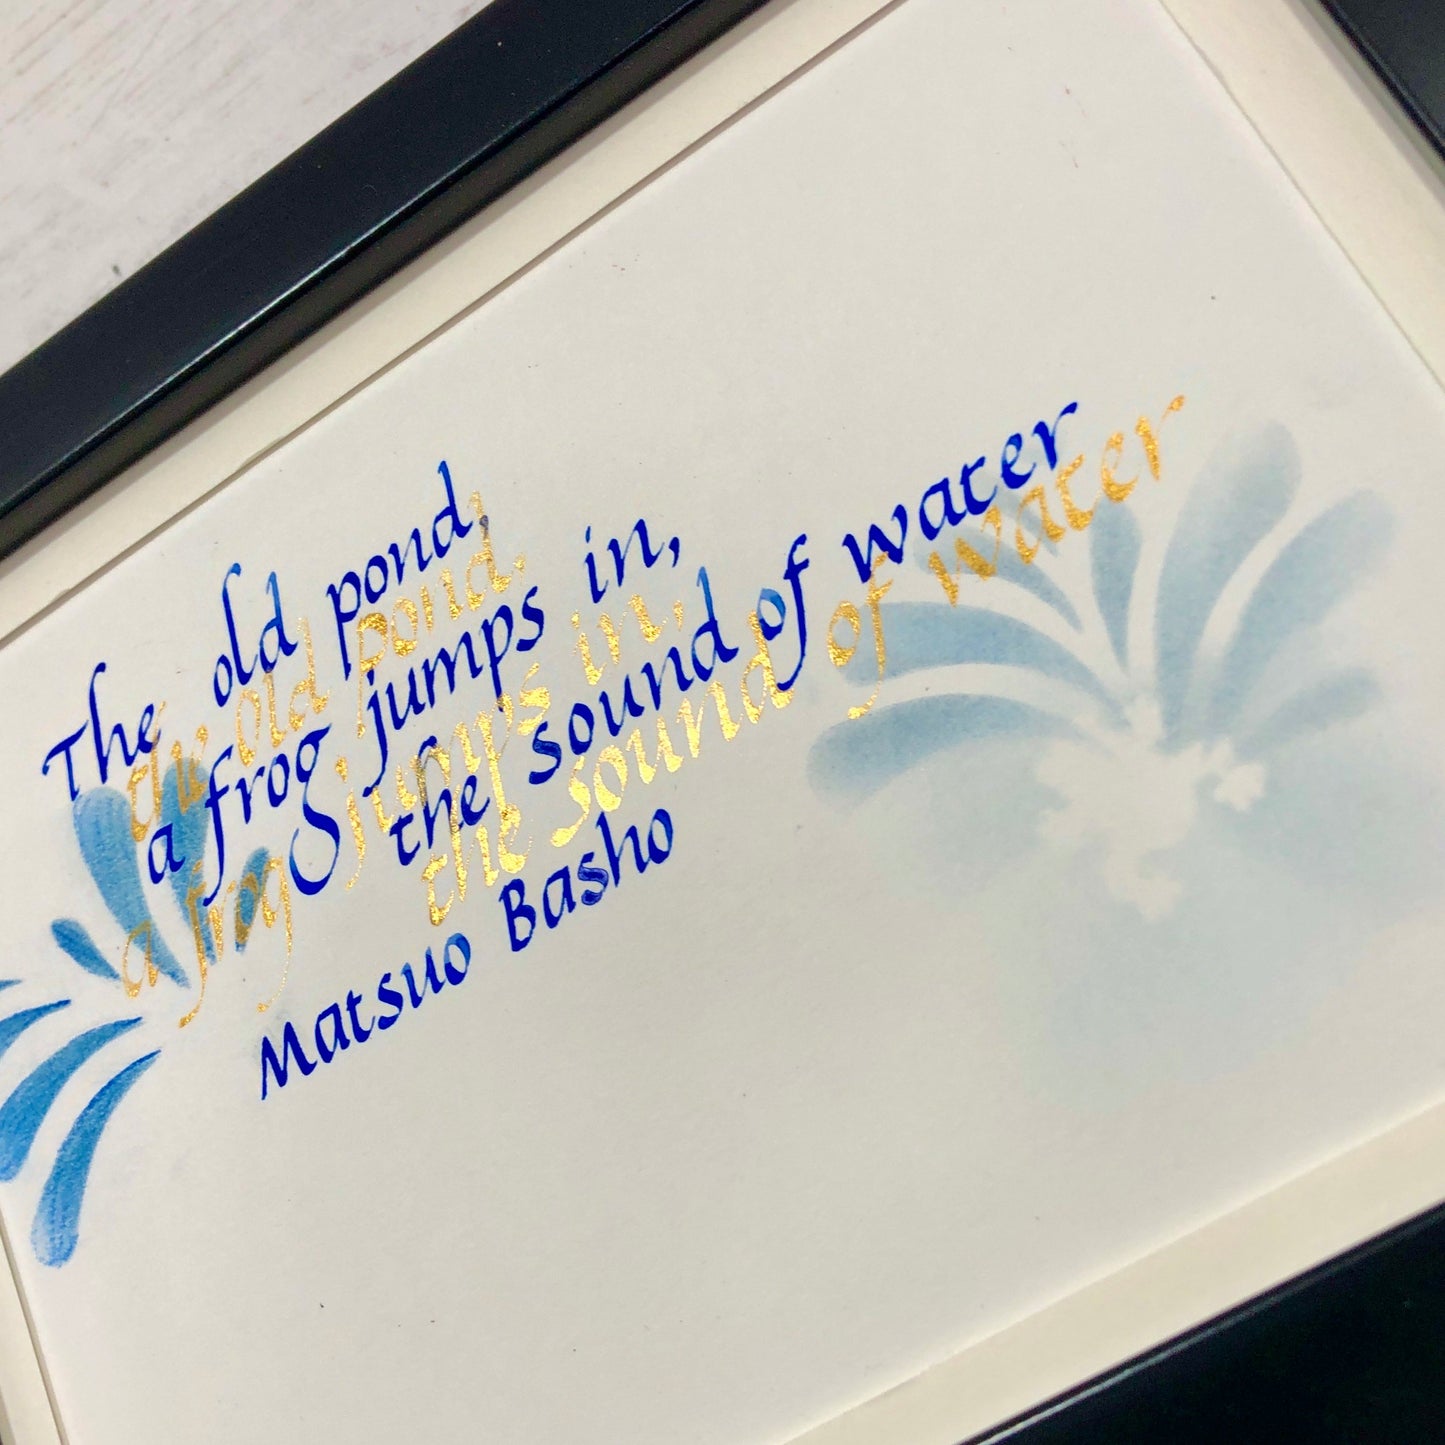 The old pond,
the old pond,
a frog jumps in,
a frog jumps in,
the sound of water
the sound of water
Matsuo Basho